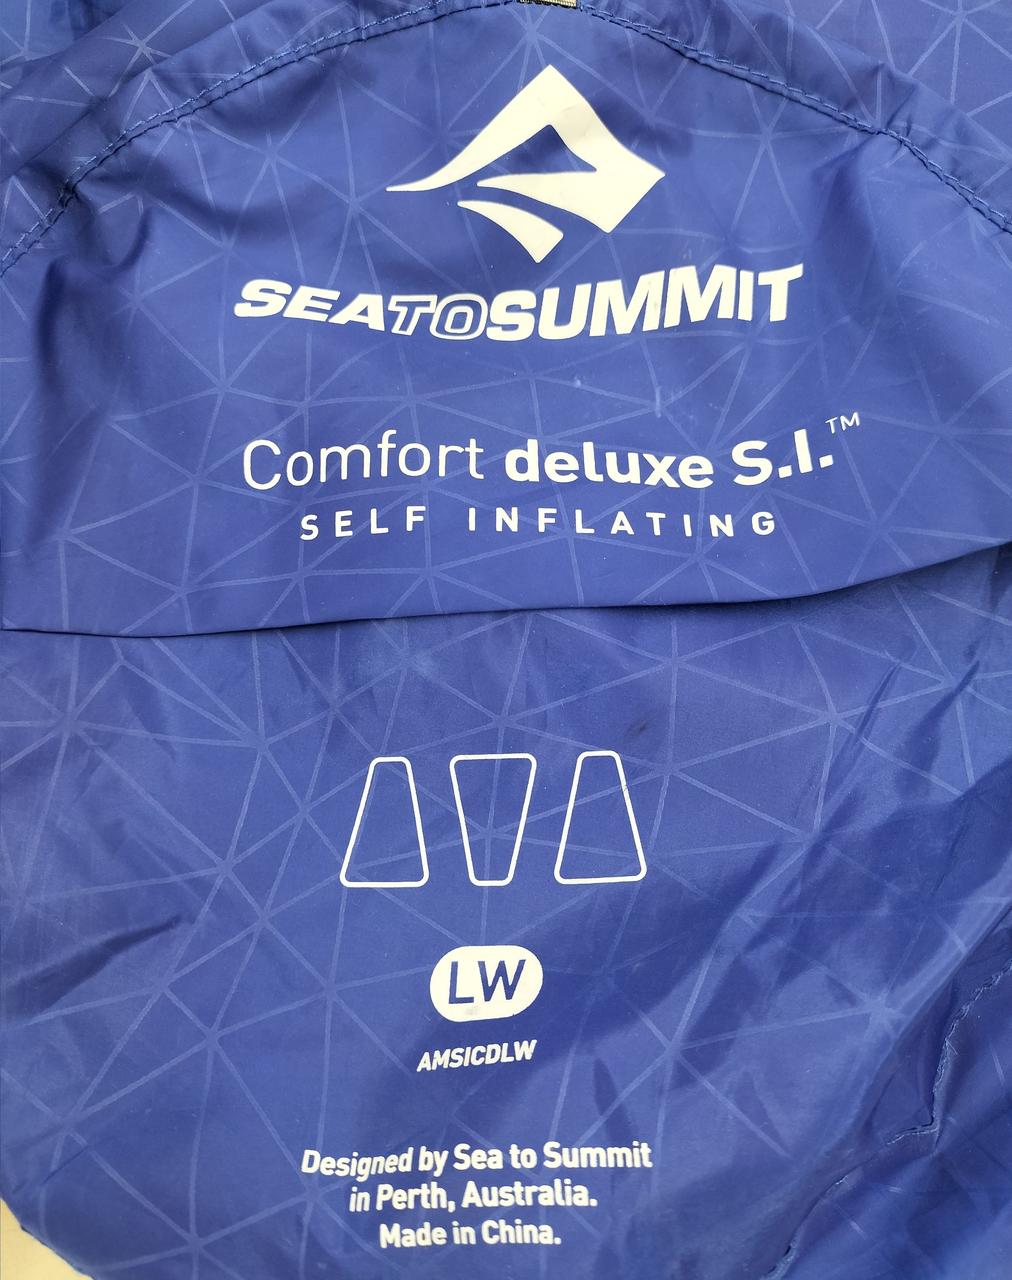 SEATOSUMMIT
Comfort deluxe S.I.™
SELF INFLATING
LW
AMSICDLW
Designed by Sea to Summit
in Perth, Australia.
Made in China.